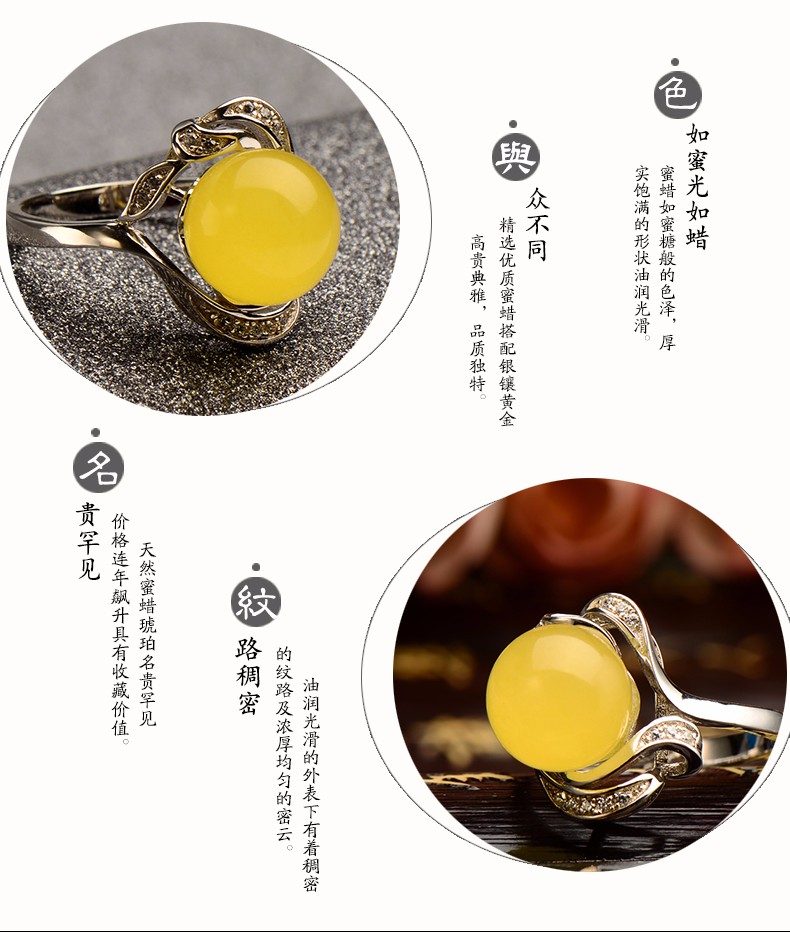 色
如蜜光如蜡
蜜蜡如蜜糖般的色泽，厚
实饱满的形状油润光滑。
與
众不同
精选优质蜜蜡搭配银镶黄金
高贵典雅，品质独特。
名
贵罕见
天然蜜蜡琥珀名贵罕见
价格连年飙升具有收藏价值。
紋
路稠密
油润光滑的外表下有着稠密
的纹路及浓厚均匀的密云。